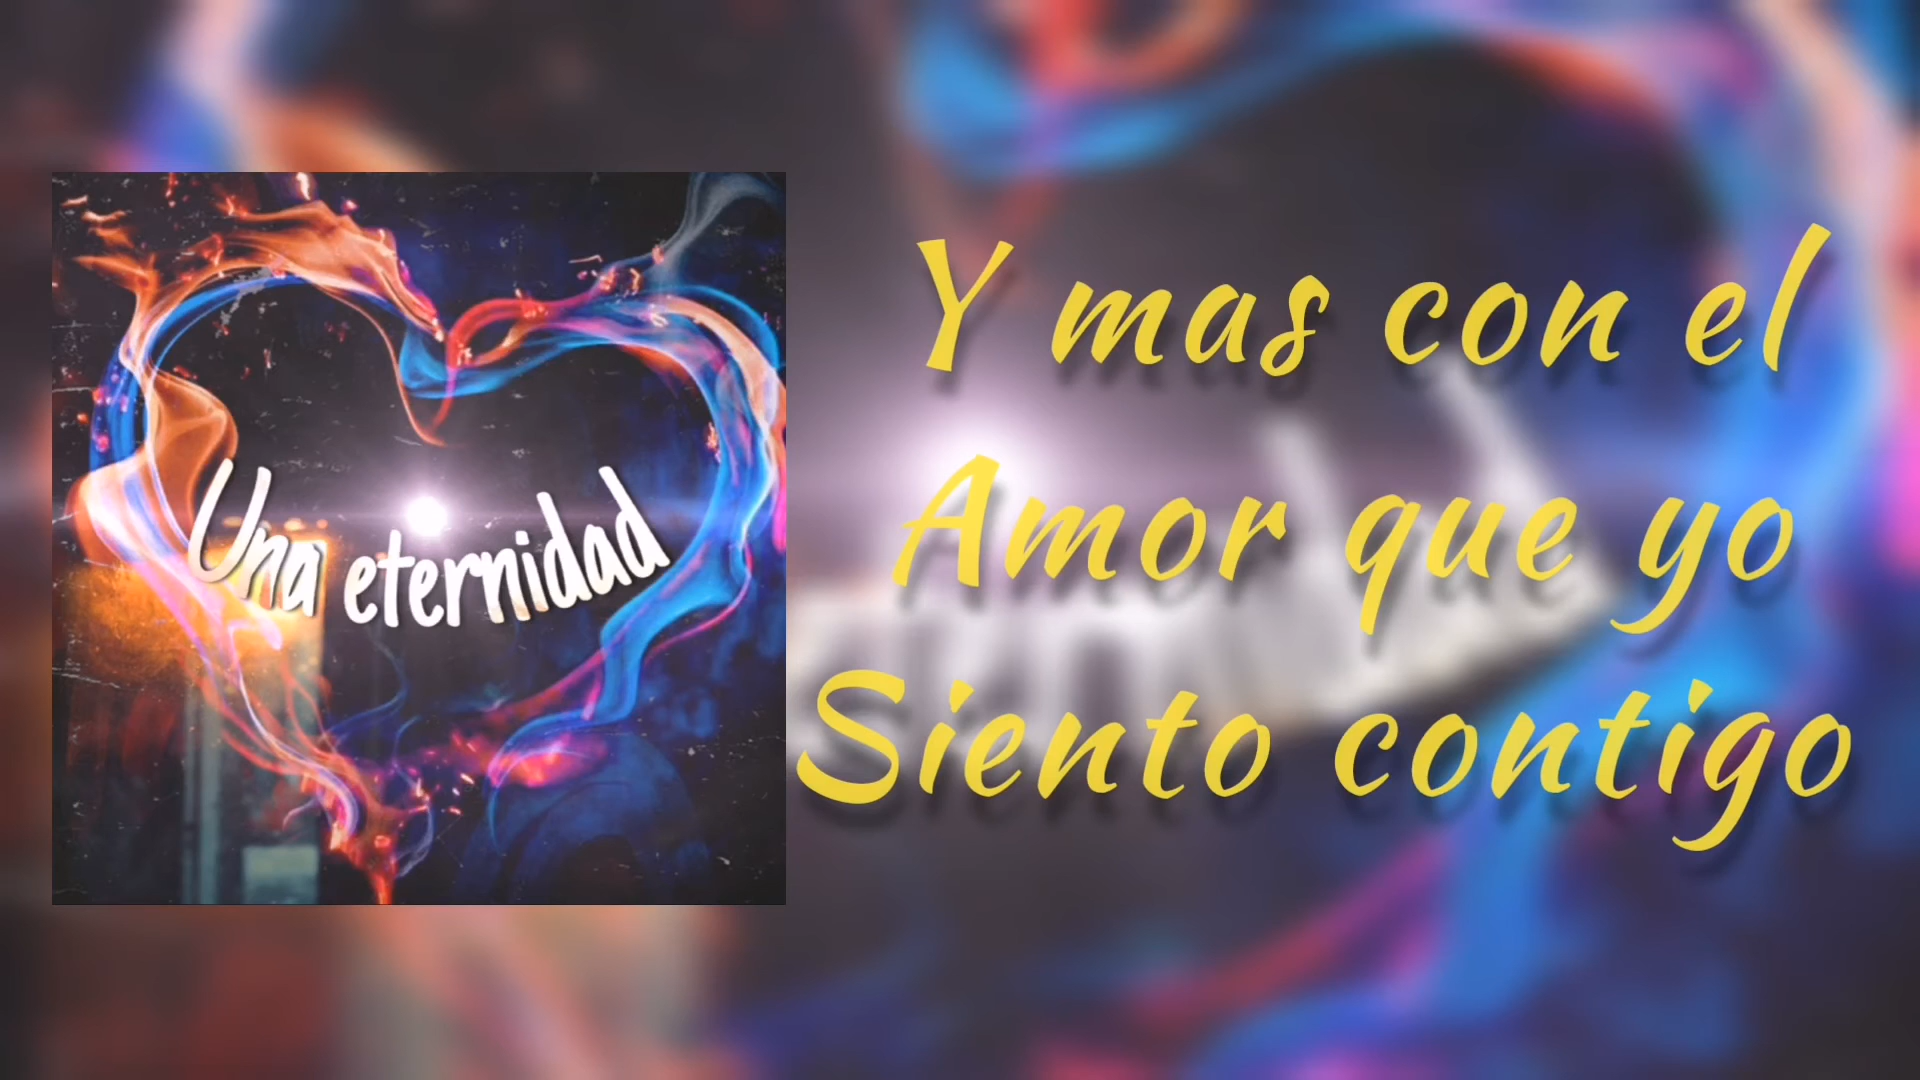 Una eternidad
Y mas con el
Amor que yo
Siento contigo